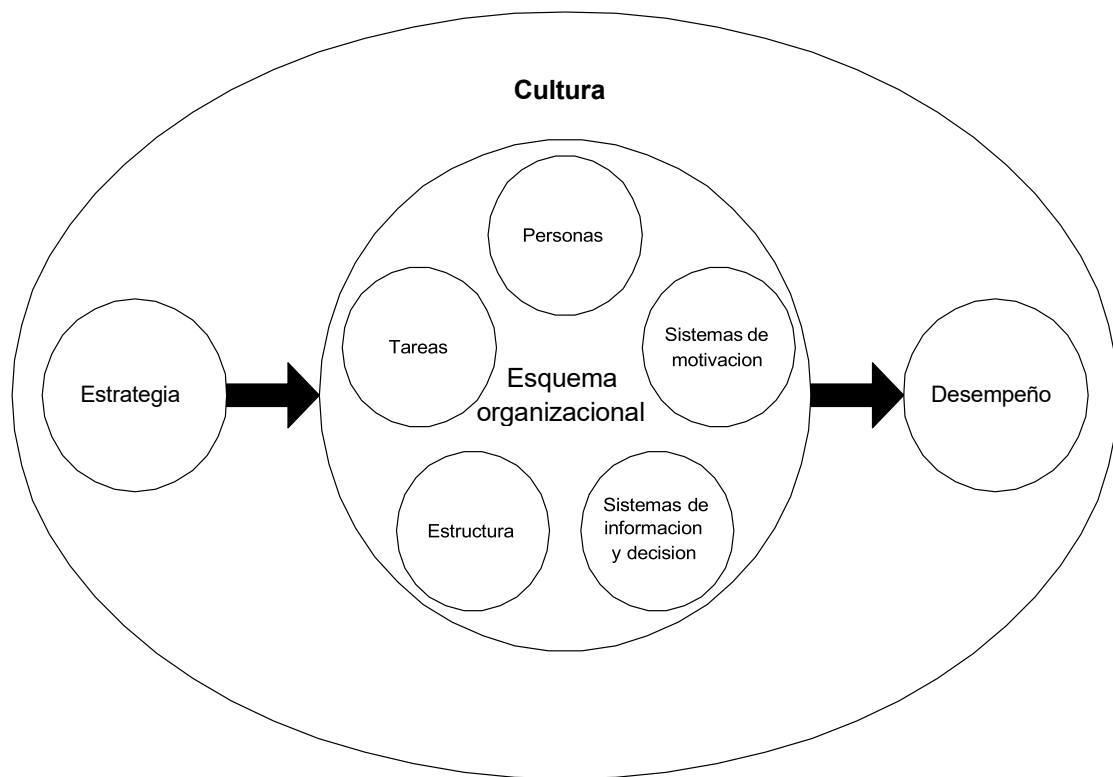 Cultura
Personas
Tareas
Sistemas de
motivacion
Estrategia
Esquema
organizacional
Desempeño
Estructura
Sistemas de
informacion
y decision